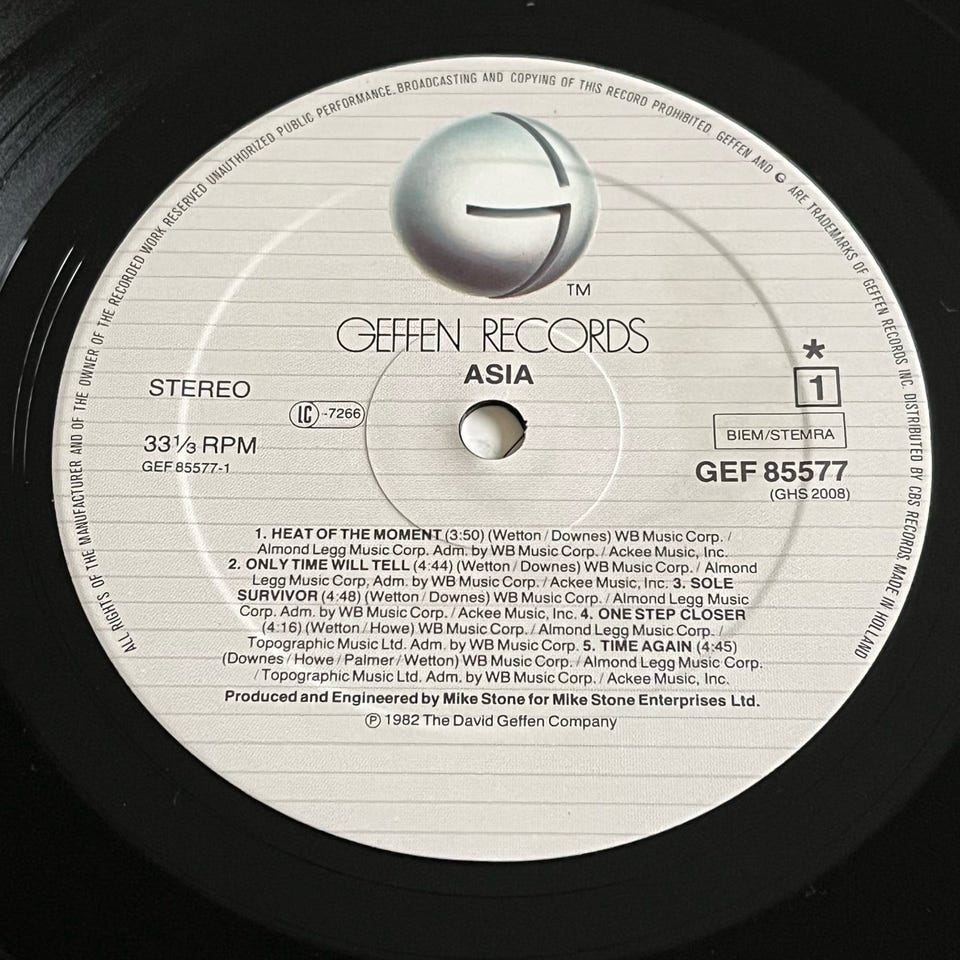 ALL RIGHTS OF THE MANUFACTURER AND OF THE OWNER OF THE RECORDED WORK RESERVED UNAUTHORIZED PUBLIC PERFORMANCE. BROADCASTING AND COPYING OF THIS RECORD PROHIBITED. GEFFEN AND G ARE TRADEMARKS OF GEFFEN RECORDS INC. DISTRIBUTED BY CBS RECORDS. MADE IN HOLLAND
TM
GEFFEN RECORDS
ASIA
STEREO
LC -7266
33⅓ RPM
GEF 85577-1
*
1
BIEM/STEMRA
GEF 85577
(GHS 2008)
1. HEAT OF THE MOMENT (3:50) (Wetton / Downes) WB Music Corp. /
Almond Legg Music Corp. Adm. by WB Music Corp. / Ackee Music, Inc.
2. ONLY TIME WILL TELL (4:44) (Wetton / Downes) WB Music Corp. / Almond
Legg Music Corp, Adm. by WB Music Corp. / Ackee Music, Inc. 3. SOLE
SURVIVOR (4:48) (Wetton / Downes) WB Music Corp. / Almond Legg Music
Corp. Adm. by WB Music Corp. / Ackee Music, Inc. 4. ONE STEP CLOSER
(4:16) (Wetton / Howe) WB Music Corp. / Almond Legg Music Corp. /
Topographic Music Ltd. Adm. by WB Music Corp. 5. TIME AGAIN (4:45)
(Downes / Howe / Palmer / Wetton) WB Music Corp. / Almond Legg Music Corp.
/ Topographic Music Ltd. Adm. by WB Music Corp. / Ackee Music, Inc.
Produced and Engineered by Mike Stone for Mike Stone Enterprises Ltd.
℗ 1982 The David Geffen Company